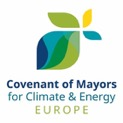 Covenant of Mayors
for Climate & Energy
EUROPE